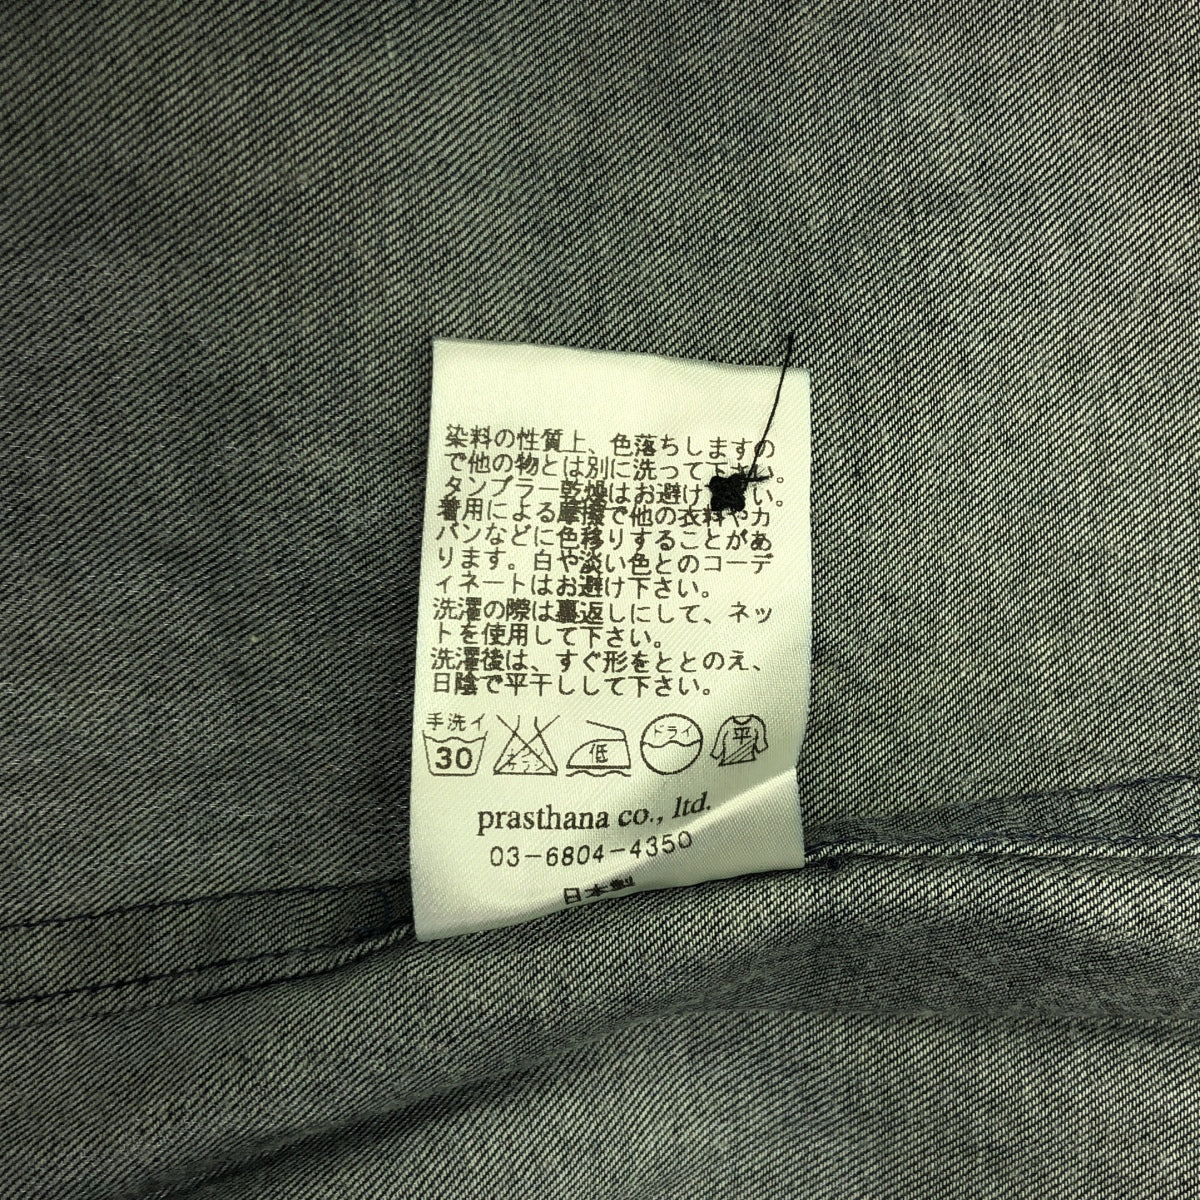 染料の性質上、色落ちしますの
で他の物とは別に洗って下さい。
タンブラー乾燥はお避け い。
着用による摩擦で他の衣料やカ
バンなどに色移りすることがあ
ります。白や淡い色とのコーデ
ィネートはお避け下さい。
洗濯の際は裏返しにして、ネッ
トを使用して下さい。
洗濯後は、すぐ形をととのえ、
日陰で平干しして下さい。
手洗イ
30 エンソサラシ 低 ドライ 平
prasthana co., ltd.
03-6804-4350
日本製